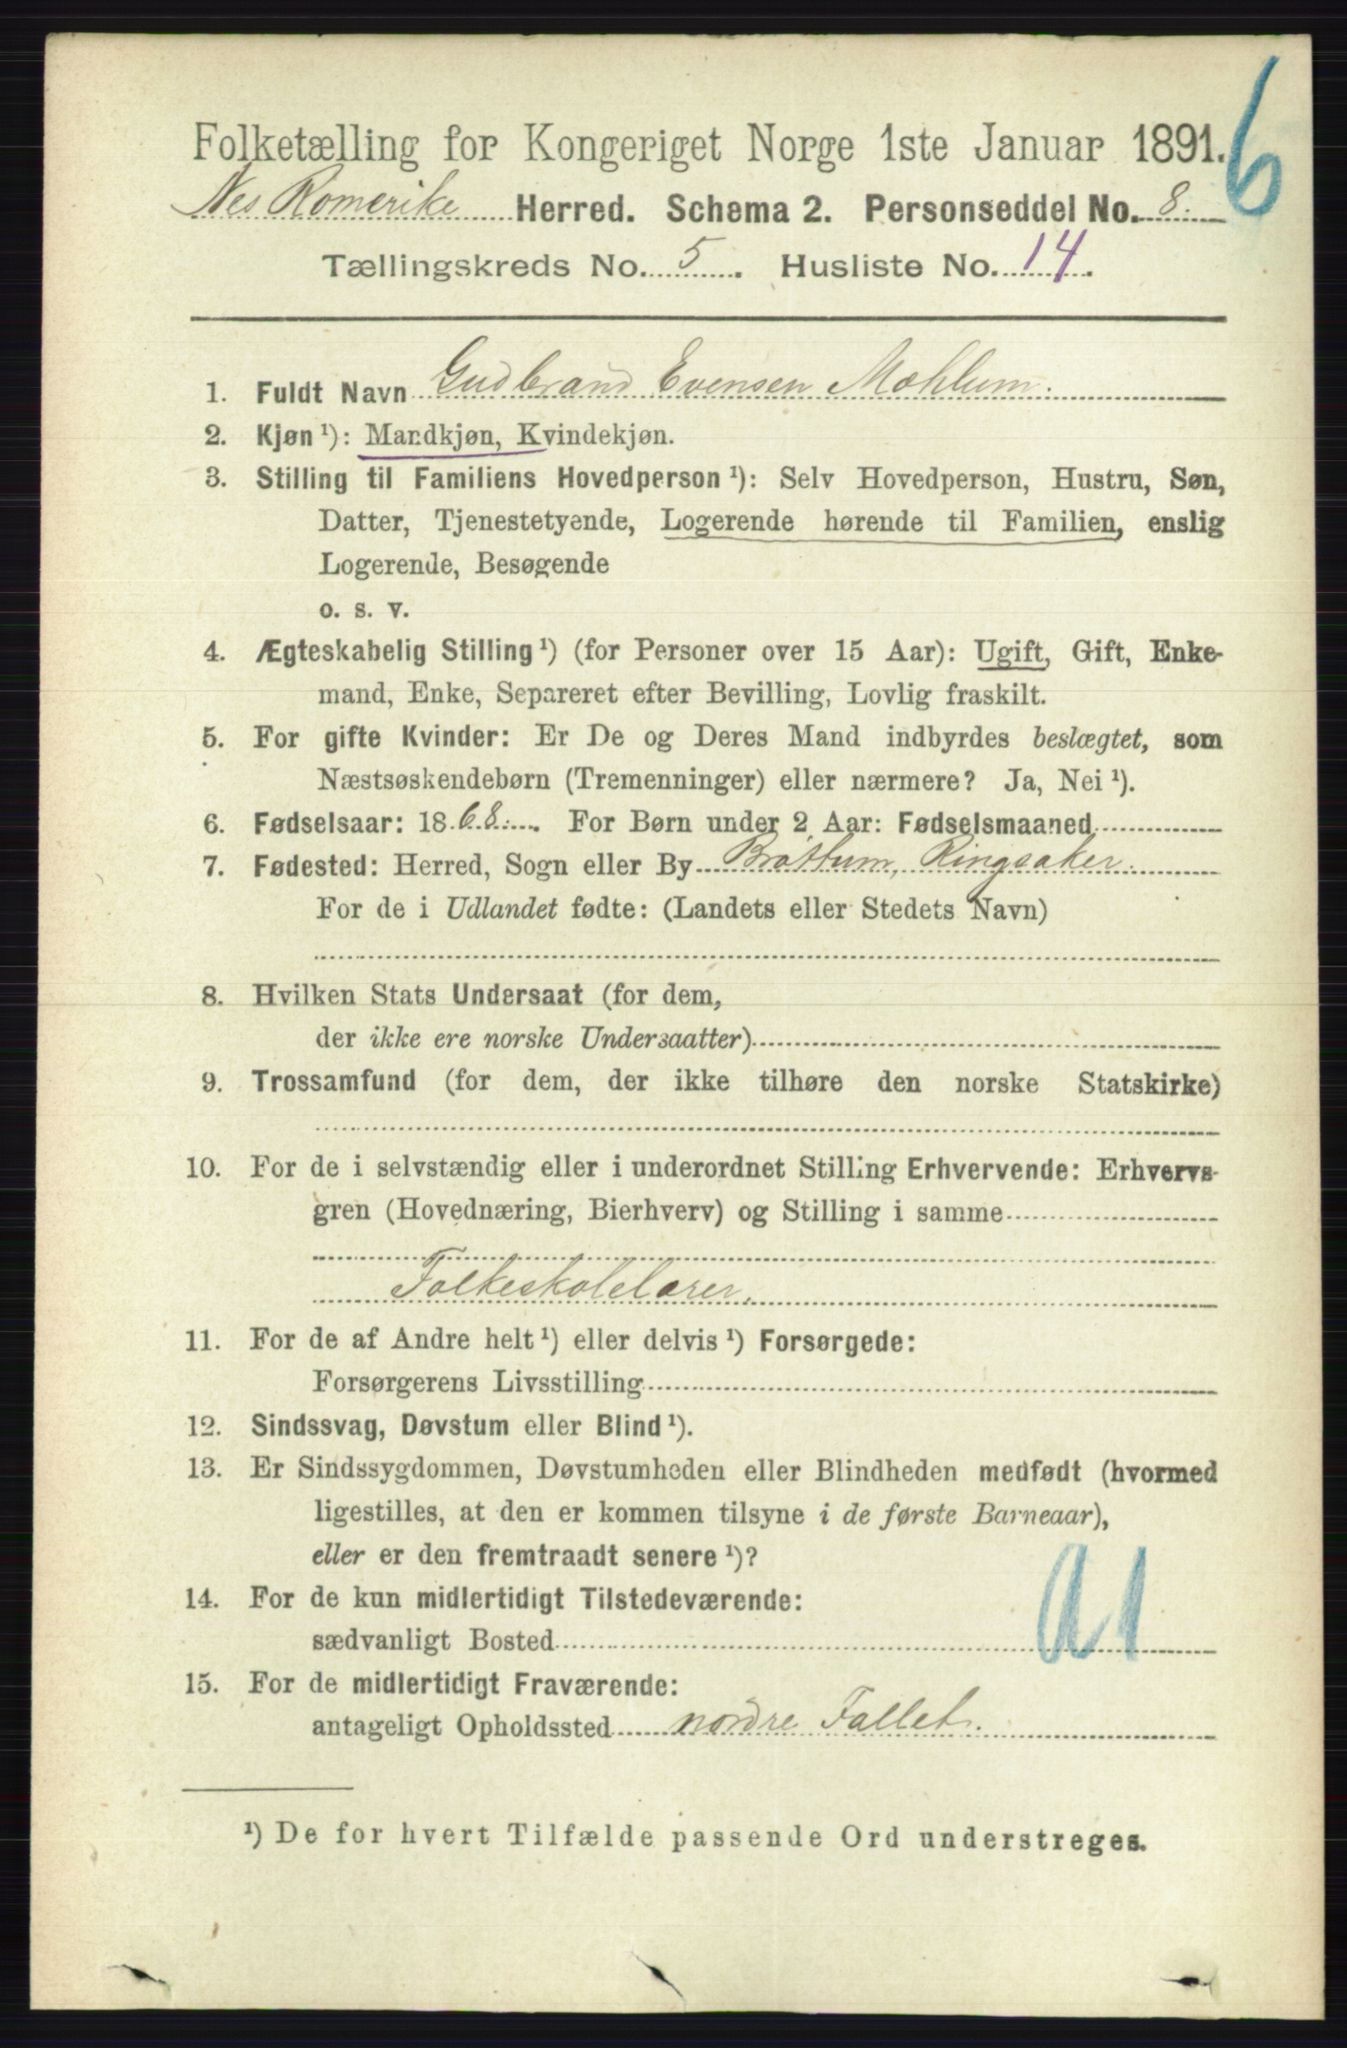 6
Folketælling for Kongeriget Norge 1ste Januar 1891.
Nes Romerike Herred. Schema 2. Personseddel No. 8.
Tællingskreds No. 5. Husliste No. 14.
1. Fuldt Navn Gudbrand Evensen Mæhlum.
2. Kjøn ¹): Mandkjøn, Kvindekjøn.
3. Stilling til Familiens Hovedperson ¹): Selv Hovedperson, Hustru, Søn,
Datter, Tjenestetyende, Logerende hørende til Familien, enslig
Logerende, Besøgende
o. s. v.
4. Ægteskabelig Stilling ¹) (for Personer over 15 Aar): Ugift, Gift, Enke-
mand, Enke, Separeret efter Bevilling, Lovlig fraskilt.
5. For gifte Kvinder: Er De og Deres Mand indbyrdes beslægtet, som
Næstsøskendebørn (Tremenninger) eller nærmere? Ja, Nei ¹).
6. Fødselsaar: 1868. For Børn under 2 Aar: Fødselsmaaned
7. Fødested: Herred, Sogn eller By Brøttum, Ringsaker.
For de i Udlandet fødte: (Landets eller Stedets Navn)
8. Hvilken Stats Undersaat (for dem,
der ikke ere norske Undersaatter)
9. Trossamfund (for dem, der ikke tilhøre den norske Statskirke)
10. For de i selvstændig eller i underordnet Stilling Erhvervende: Erhvervs-
gren (Hovednæring, Bierhverv) og Stilling i samme
Folkeskolelærer.
11. For de af Andre helt ¹) eller delvis ¹) Forsørgede:
Forsørgerens Livsstilling
12. Sindssvag, Døvstum eller Blind ¹).
13. Er Sindssygdommen, Døvstumheden eller Blindheden medfødt (hvormed
ligestilles, at den er kommen tilsyne i de første Barneaar),
eller er den fremtraadt senere ¹)?
14. For de kun midlertidigt Tilstedeværende:
sædvanligt Bosted
a1
15. For de midlertidigt Fraværende:
antageligt Opholdssted nordre Fallet.
¹) De for hvert Tilfælde passende Ord understreges.